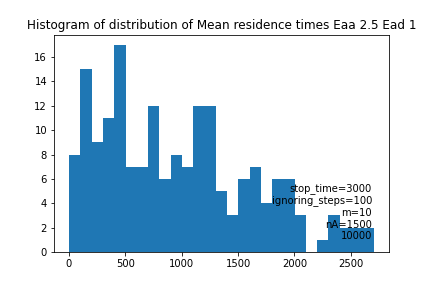 Histogram of distribution of Mean residence times Eaa 2.5 Ead 1
16
14
12
10
8
6
4
2
0
stop_time=3000
ignoring_steps=100
m=10
nA=1500
10000
0 500 1000 1500 2000 2500